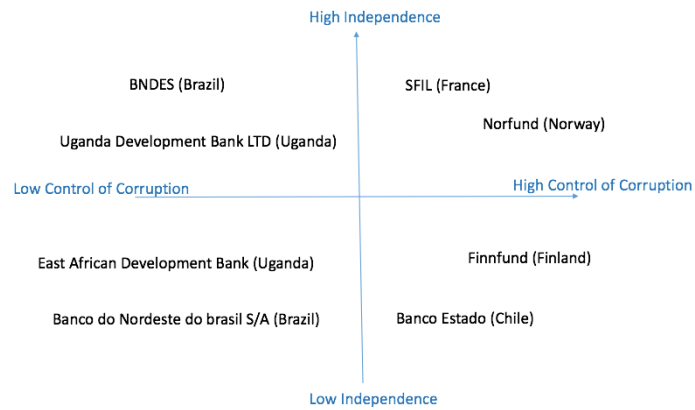 High Independence
BNDES (Brazil)
SFIL (France)
Norfund (Norway)
Uganda Development Bank LTD (Uganda)
Low Control of Corruption
High Control of Corruption
East African Development Bank (Uganda)
Finnfund (Finland)
Banco do Nordeste do brasil S/A (Brazil)
Banco Estado (Chile)
Low Independence